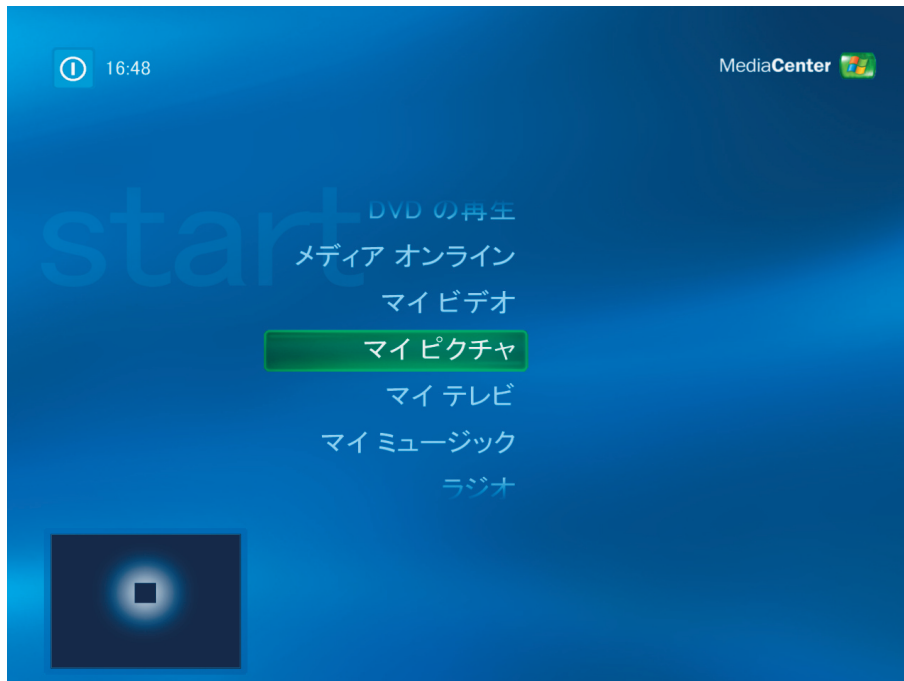 16:48
MediaCenter
start
DVD の再生
メディア オンライン
マイ ビデオ
マイ ピクチャ
マイ テレビ
マイ ミュージック
ラジオ